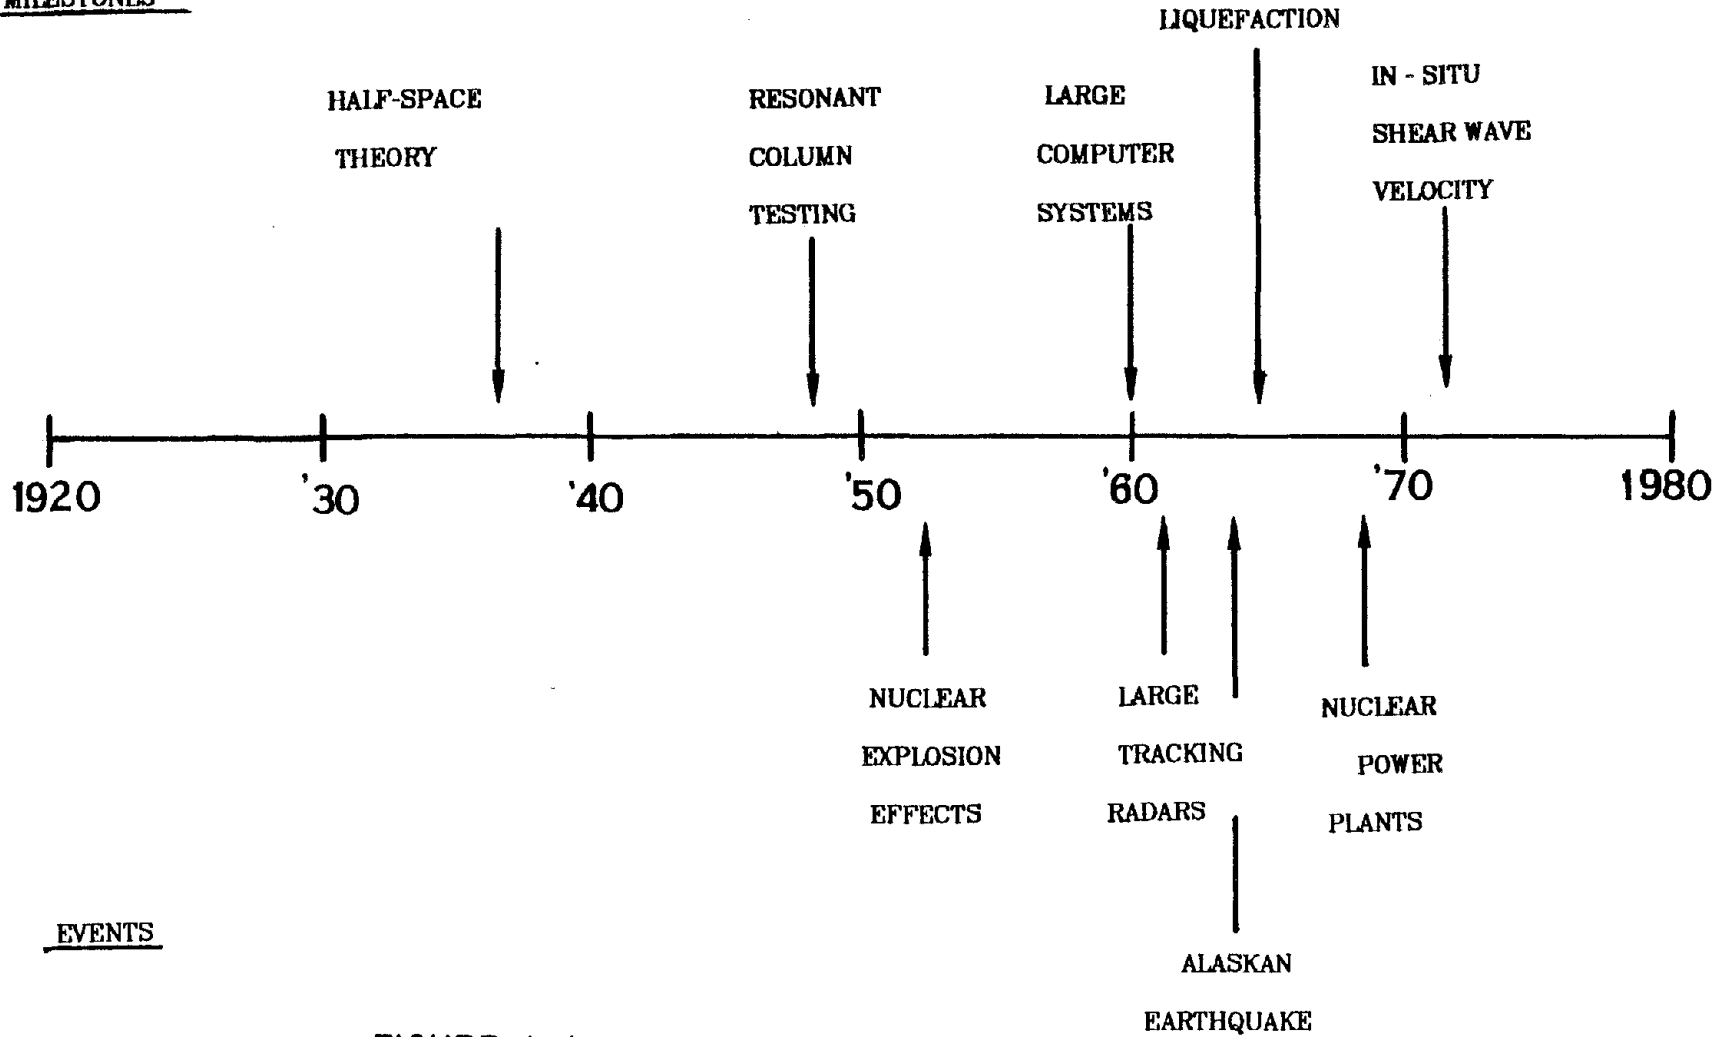 MILESTONES
LIQUEFACTION
HALF-SPACE
THEORY
RESONANT
COLUMN
TESTING
LARGE
COMPUTER
SYSTEMS
IN - SITU
SHEAR WAVE
VELOCITY
1920
'30
'40
'50
'60
'70
1980
NUCLEAR
EXPLOSION
EFFECTS
LARGE
TRACKING
RADARS
NUCLEAR
POWER
PLANTS
EVENTS
ALASKAN
EARTHQUAKE